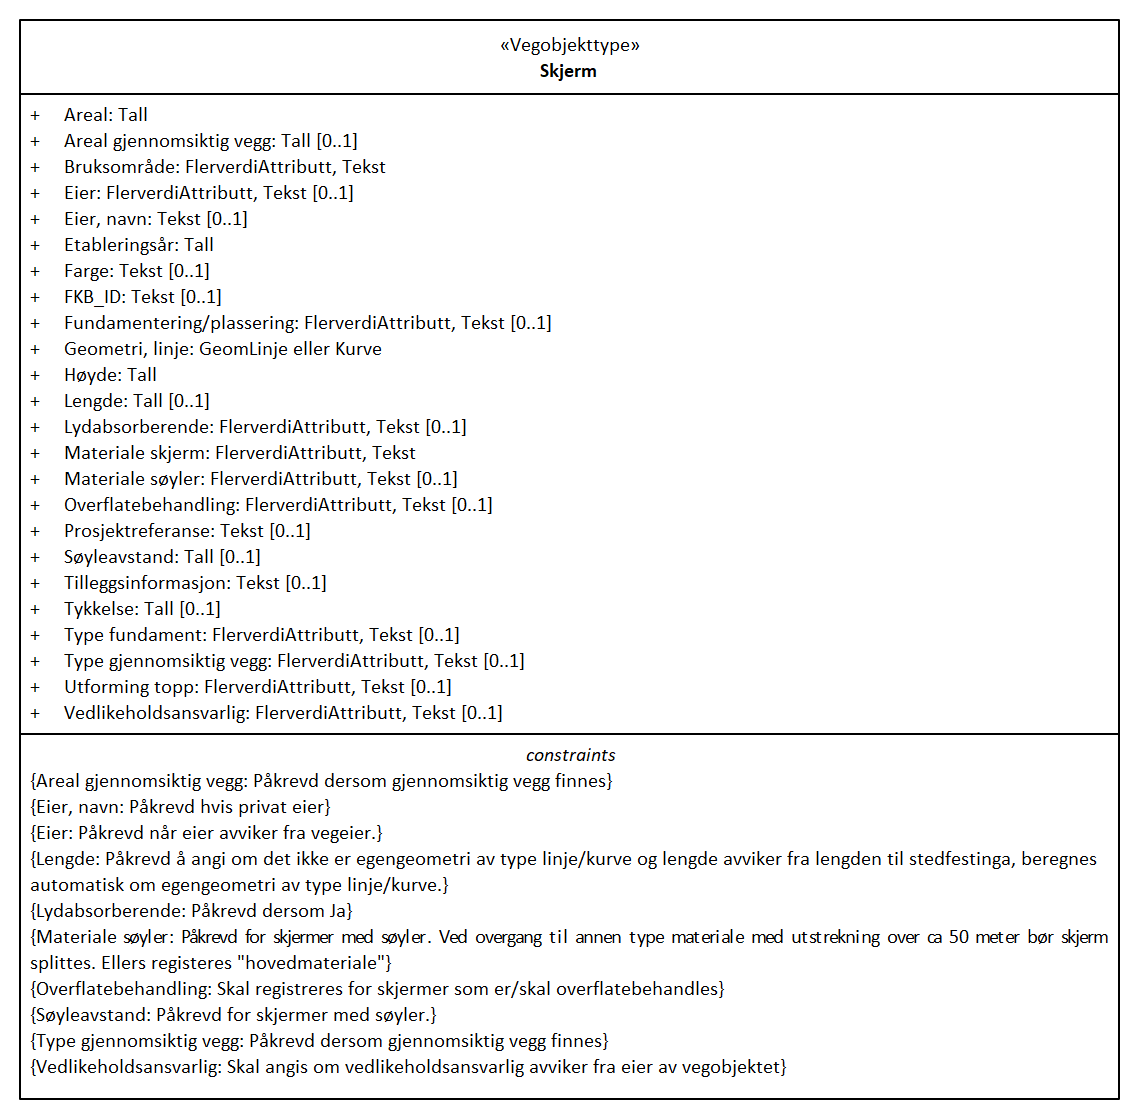 «Vegobjekttype»
Skjerm
+ Areal: Tall
+ Areal gjennomsiktig vegg: Tall [0..1]
+ Bruksområde: FlerverdiAttributt, Tekst
+ Eier: FlerverdiAttributt, Tekst [0..1]
+ Eier, navn: Tekst [0..1]
+ Etableringsår: Tall
+ Farge: Tekst [0..1]
+ FKB_ID: Tekst [0..1]
+ Fundamentering/plassering: FlerverdiAttributt, Tekst [0..1]
+ Geometri, linje: GeomLinje eller Kurve
+ Høyde: Tall
+ Lengde: Tall [0..1]
+ Lydabsorberende: FlerverdiAttributt, Tekst [0..1]
+ Materiale skjerm: FlerverdiAttributt, Tekst
+ Materiale søyler: FlerverdiAttributt, Tekst [0..1]
+ Overflatebehandling: FlerverdiAttributt, Tekst [0..1]
+ Prosjektreferanse: Tekst [0..1]
+ Søyleavstand: Tall [0..1]
+ Tilleggsinformasjon: Tekst [0..1]
+ Tykkelse: Tall [0..1]
+ Type fundament: FlerverdiAttributt, Tekst [0..1]
+ Type gjennomsiktig vegg: FlerverdiAttributt, Tekst [0..1]
+ Utforming topp: FlerverdiAttributt, Tekst [0..1]
+ Vedlikeholdsansvarlig: FlerverdiAttributt, Tekst [0..1]
constraints
{Areal gjennomsiktig vegg: Påkrevd dersom gjennomsiktig vegg finnes}
{Eier, navn: Påkrevd hvis privat eier}
{Eier: Påkrevd når eier avviker fra vegeier.}
{Lengde: Påkrevd å angi om det ikke er egengeometri av type linje/kurve og lengde avviker fra lengden til stedfestinga, beregnes
automatisk om egengeometri av type linje/kurve.}
{Lydabsorberende: Påkrevd dersom Ja}
{Materiale søyler: Påkrevd for skjermer med søyler. Ved overgang til annen type materiale med utstrekning over ca 50 meter bør skjerm
splittes. Ellers registeres "hovedmateriale"}
{Overflatebehandling: Skal registreres for skjermer som er/skal overflatebehandles}
{Søyleavstand: Påkrevd for skjermer med søyler.}
{Type gjennomsiktig vegg: Påkrevd dersom gjennomsiktig vegg finnes}
{Vedlikeholdsansvarlig: Skal angis om vedlikeholdsansvarlig avviker fra eier av vegobjektet}